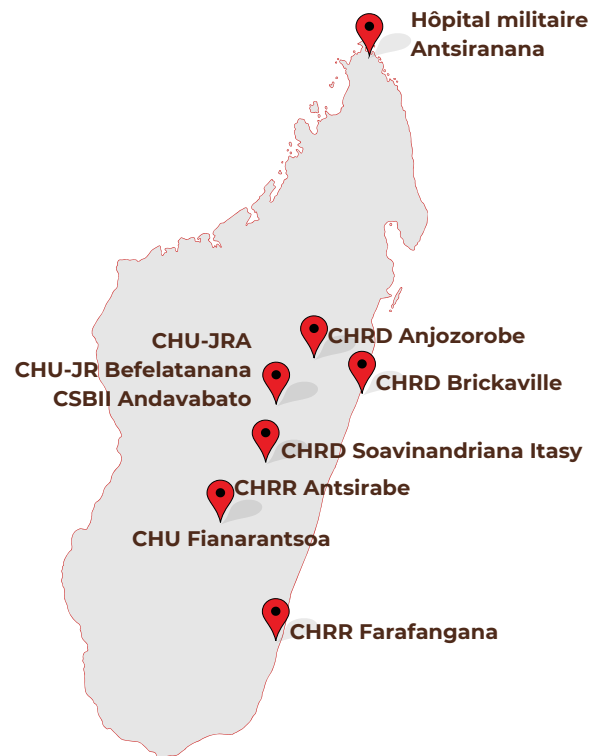 Hôpital militaire
Antsiranana
CHU-JRA
CHU-JR Befelatanana
CSBII Andavabato
CHRD Anjozorobe
CHRD Brickaville
CHRD Soavinandriana Itasy
CHRR Antsirabe
CHU Fianarantsoa
CHRR Farafangana